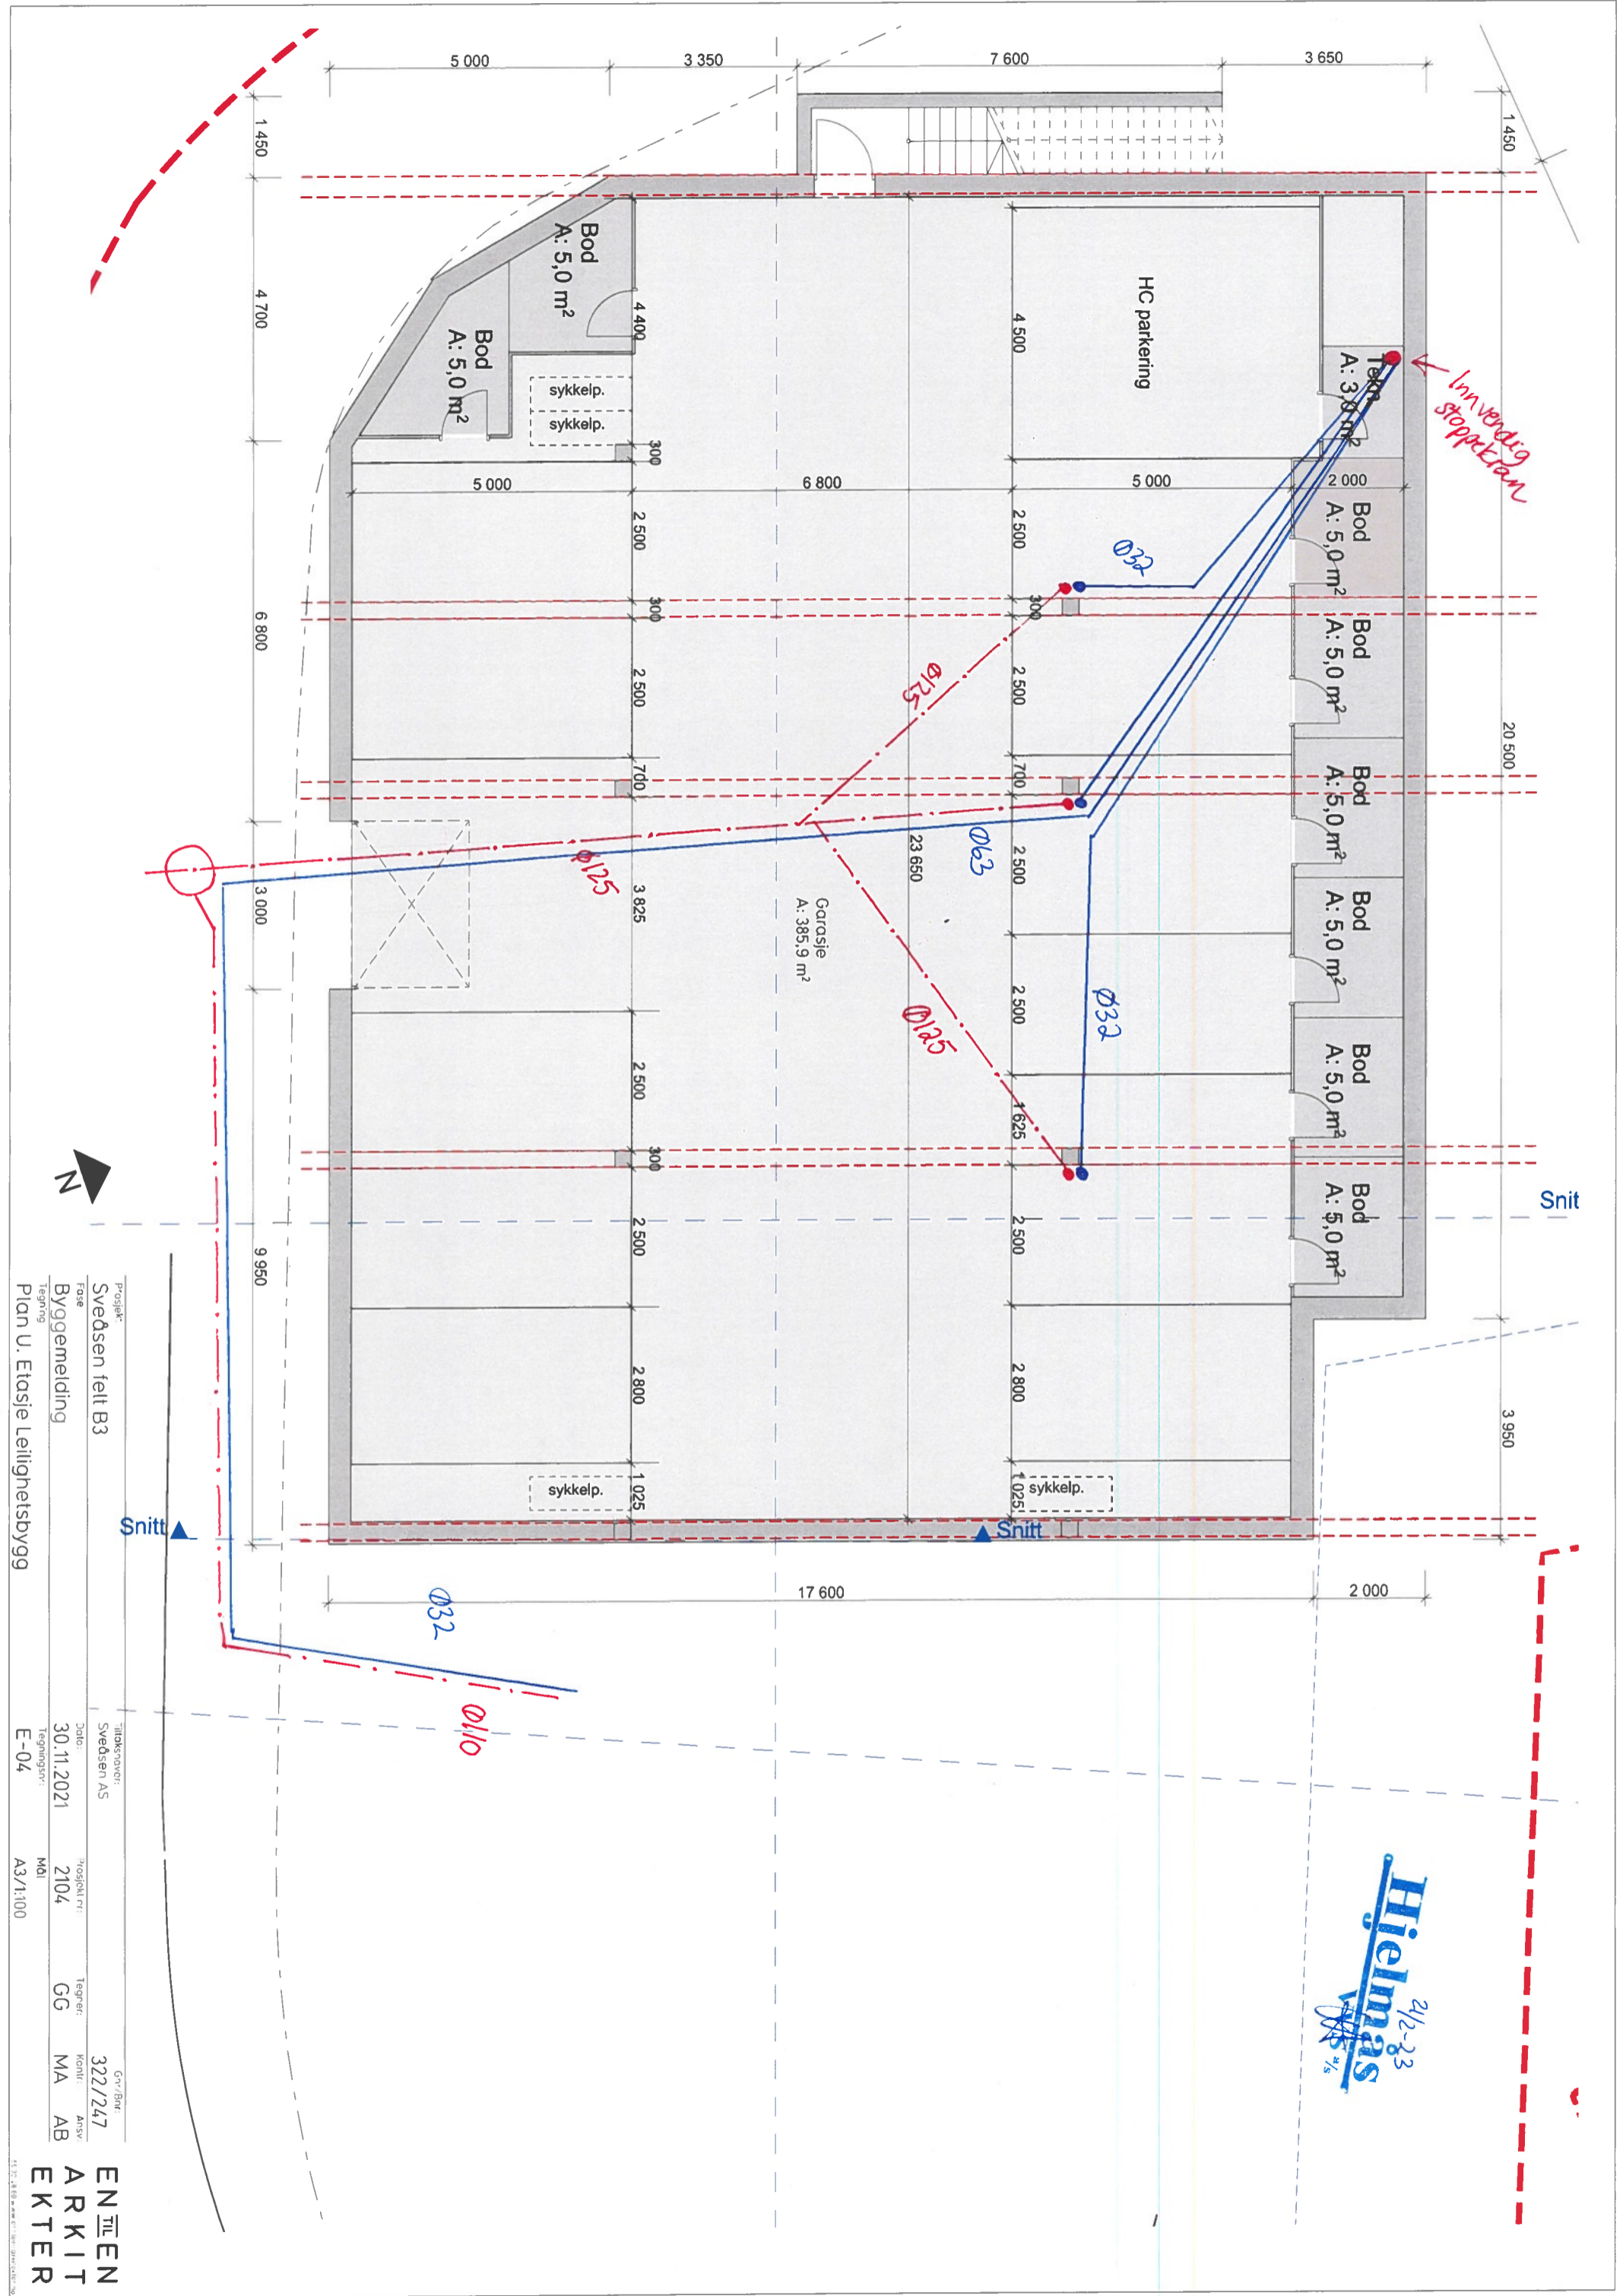 5 000
3 350
7 600
3 650
1 450
4 700
6 800
3 000
9 950
1 450
20 500
3 950
17 600
2 000
Bod
A: 5,0 m²
Bod
A: 5,0 m²
4 400
sykkelp.
sykkelp.
300
5 000
6 800
5 000
2 000
HC parkering
4 500
Tekn
A: 3,0 m²
Innvendig
stoppekran
Bod
A: 5,0 m²
Bod
A: 5,0 m²
Bod
A: 5,0 m²
Bod
A: 5,0 m²
Bod
A: 5,0 m²
Bod
A: 5,0 m²
2 500
300
2 500
700
3 825
2 500
300
2 500
2 800
1 025
2 500
300
2 500
700
2 500
2 500
1 625
2 500
2 800
1 025
23 650
Garasje
A: 385,9 m²
Ø32
Ø125
Ø63
Ø125
Ø125
Ø32
sykkelp.
sykkelp.
Snit
Snitt
Snitt
Ø32
Ø110
N
Hjelmås
VVS a/s
21/2-23
Prosjekt:
Sveåsen felt B3
Fase
Byggemelding
Tegning
Plan U. Etasje Leilighetsbygg
Tiltakshaver:
Sveåsen AS
Dato:
30.11.2021
Tegningsnr:
E-04
Prosjekt nr:
2104
Mål
A3/1:100
Tegner:
GG
Gnr/Bnr:
322/247
Kontr:
MA
Ansv:
AB
EN TIL EN
ARKIT
EKTER